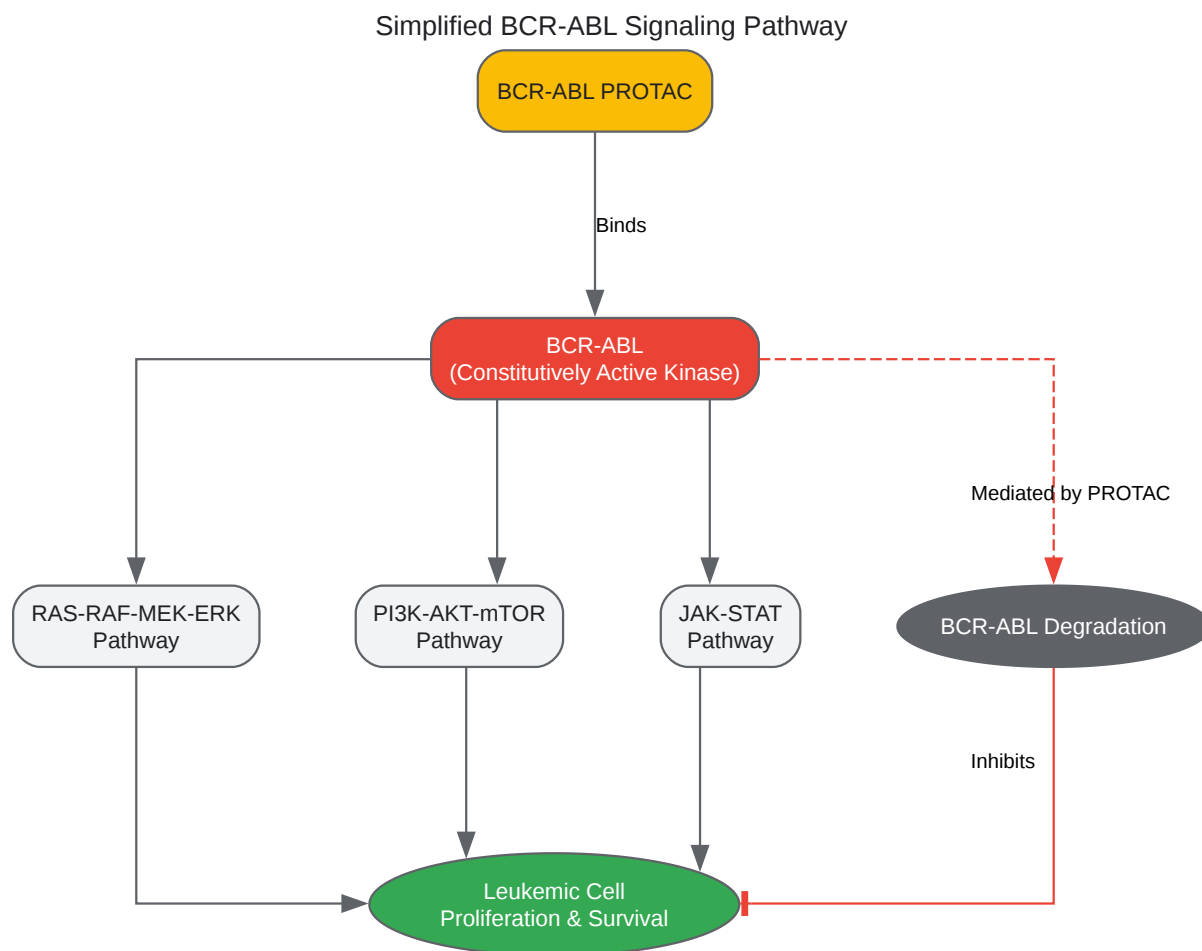 Simplified BCR-ABL Signaling Pathway
BCR-ABL PROTAC
Binds
BCR-ABL
(Constitutively Active Kinase)
Mediated by PROTAC
RAS-RAF-MEK-ERK
Pathway
PI3K-AKT-mTOR
Pathway
JAK-STAT
Pathway
BCR-ABL Degradation
Inhibits
Leukemic Cell
Proliferation & Survival